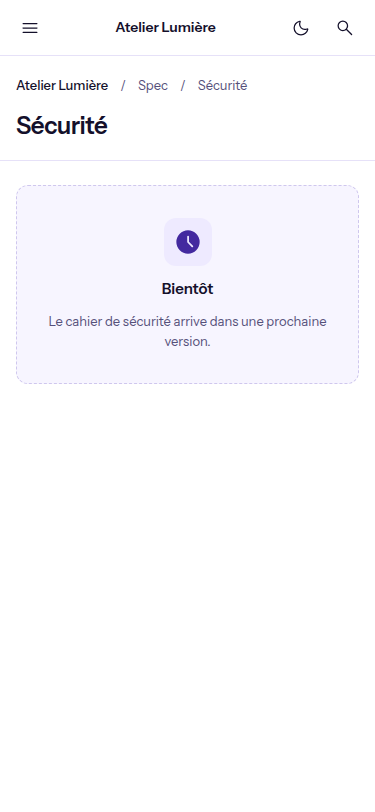 Atelier Lumière
Atelier Lumière / Spec / Sécurité
Sécurité
Bientôt
Le cahier de sécurité arrive dans une prochaine
version.